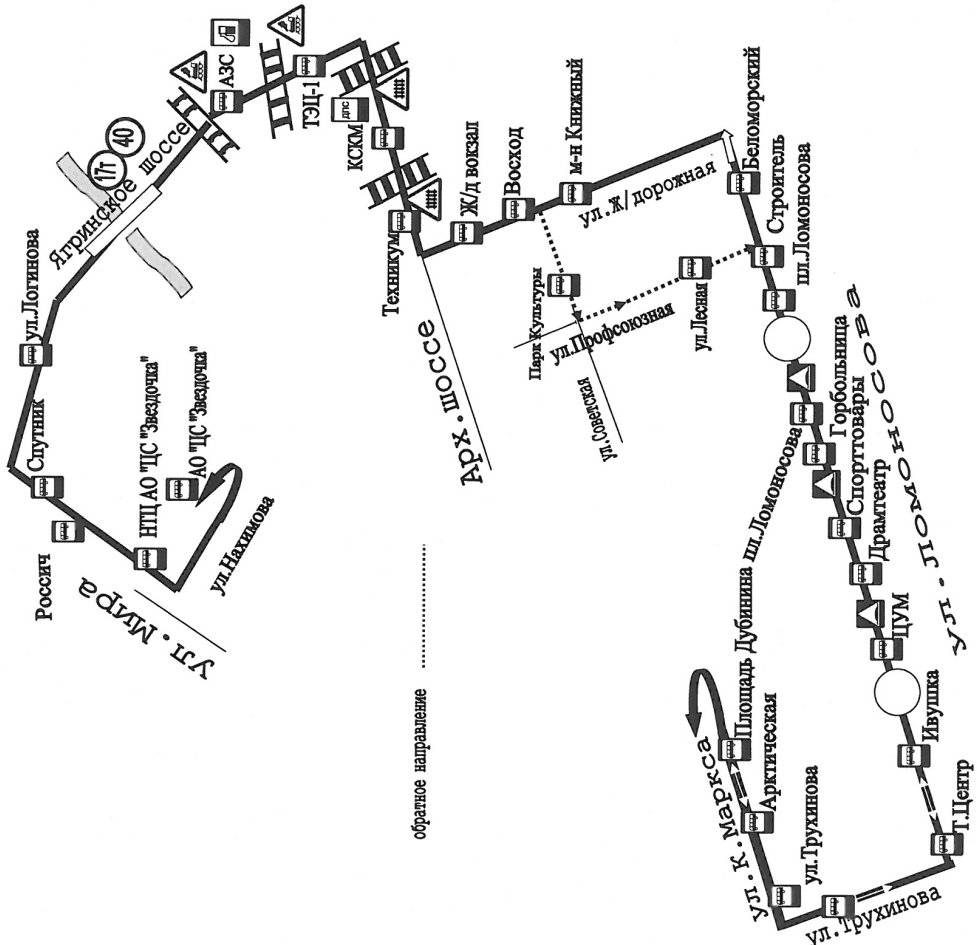 АЗС
ТЭЦ-1
17т
40
Ягринское шоссе
КСКМ
ДПС
ул.Логинова
Спутник
Россич
НТЦ АО "ЦС "Звездочка"
АО "ЦС "Звездочка"
ул.Нахимова
ул. Мира
Техникум
Ж/д вокзал
Восход
м-н Книжный
ул.Ж/дорожная
Арх.шоссе
Беломорский
Строитель
пл.Ломоносова
Парк Культуры
ул.Профсоюзная
ул.Лесная
ул.Советская
Горбольница
пл.Ломоносова
Спорттовары
Драмтеатр
ЦУМ
ул.Ломоносова
Ивушка
Т.Центр
обратное направление
Площадь Дубинина
Арктическая
ул.К.Маркса
ул.Трухинова
ул.Трухинова